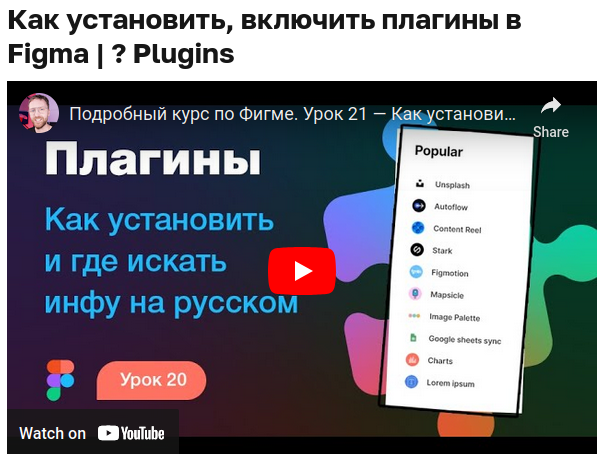 Как установить, включить плагины в
Figma | ? Plugins
Подробный курс по Фигме. Урок 21 — Как установи...
Share
Плагины
Как установить
и где искать
инфу на русском
Урок 20
Popular
Unsplash
Autoflow
Content Reel
Stark
Figmotion
Mapsicle
Image Palette
Google sheets sync
Charts
Lorem ipsum
Watch on YouTube